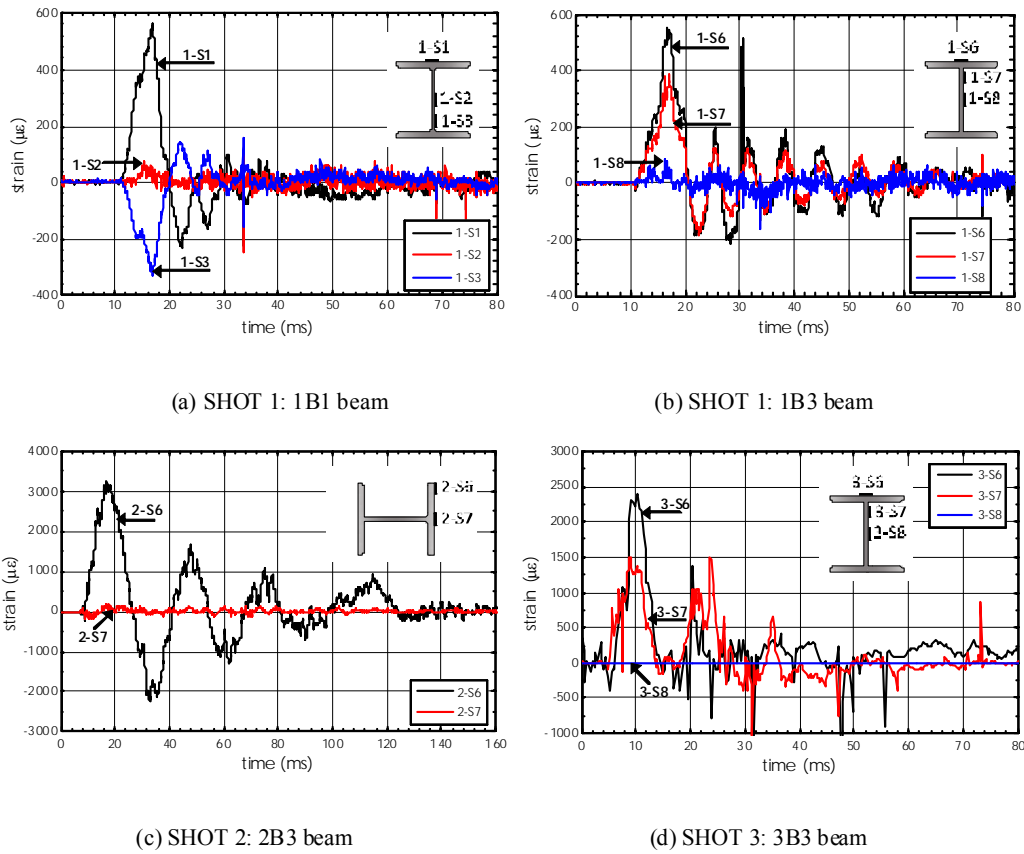 600
400
200
0
-200
-400
0 10 20 30 40 50 60 70 80
strain (με)
time (ms)
1-S1
1-S2
1-S3
1-S1
1-S2
1-S3
1-S1
1-S2
1-S3
(a) SHOT 1: 1B1 beam
600
400
200
0
-200
-400
0 10 20 30 40 50 60 70 80
strain (με)
time (ms)
1-S6
1-S7
1-S8
1-S6
1-S7
1-S8
1-S6
1-S7
1-S8
(b) SHOT 1: 1B3 beam
4000
3000
2000
1000
0
-1000
-2000
-3000
0 20 40 60 80 100 120 140 160
strain (με)
time (ms)
2-S6
2-S7
2-S6
2-S7
2-S6
2-S7
(c) SHOT 2: 2B3 beam
3000
2500
2000
1500
1000
500
0
-500
-1000
0 10 20 30 40 50 60 70 80
strain (με)
time (ms)
3-S6
3-S7
3-S8
3-S6
3-S7
3-S8
3-S6
3-S7
(d) SHOT 3: 3B3 beam